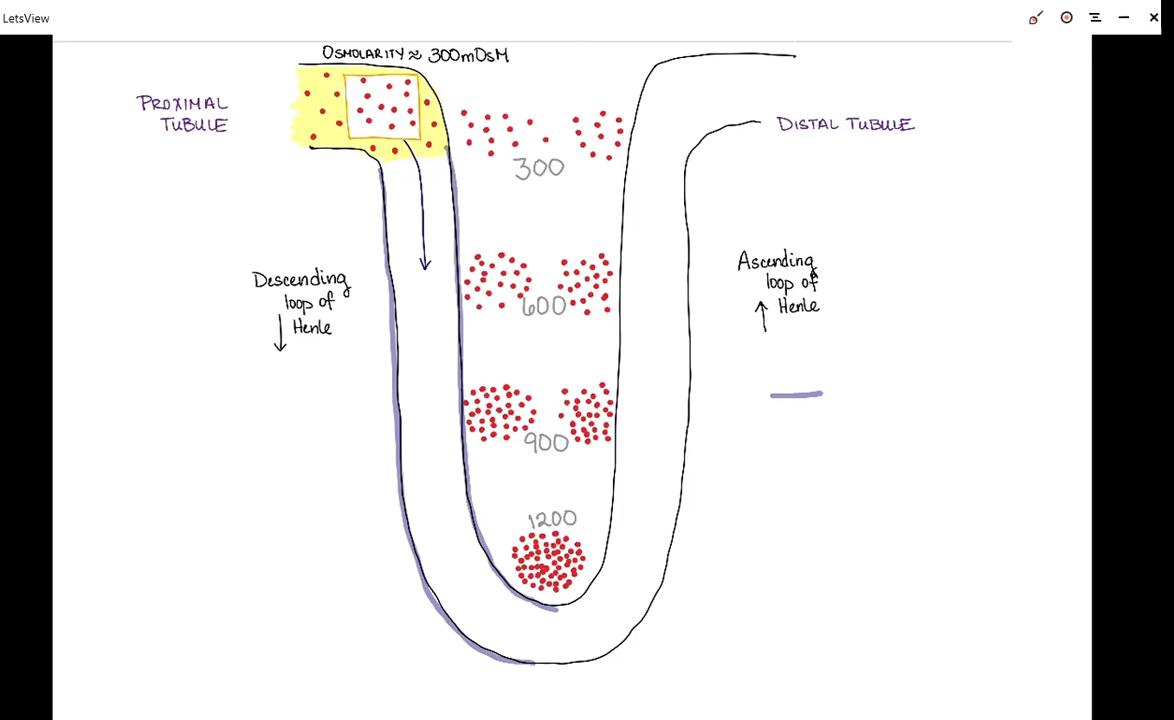 LetsView
OSMOLARITY ≈ 300mOsM
PROXIMAL
TUBULE
DISTAL TUBULE
300
Descending
loop of
Henle
600
Ascending
loop of
Henle
900
1200